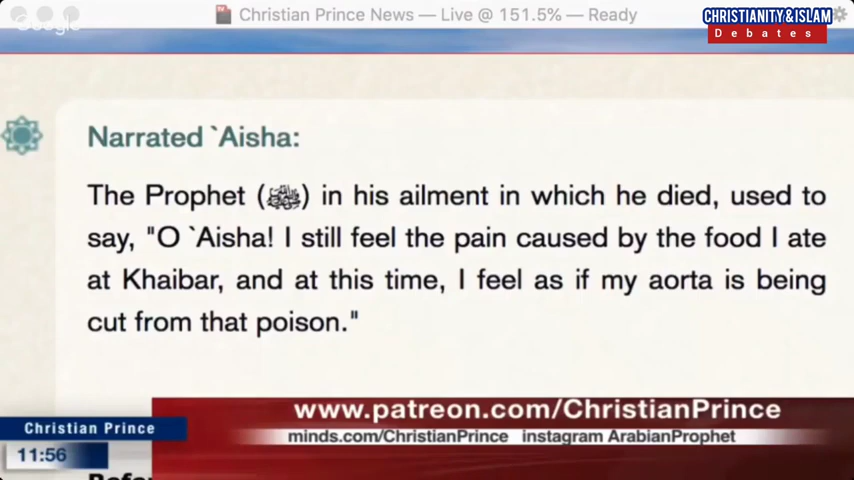 Christian Prince News — Live @ 151.5% — Ready
CHRISTIANITY & ISLAM
Debates
Google
Narrated `Aisha:
The Prophet (ﷺ) in his ailment in which he died, used to
say, "O `Aisha! I still feel the pain caused by the food I ate
at Khaibar, and at this time, I feel as if my aorta is being
cut from that poison."
www.patreon.com/ChristianPrince
Christian Prince
minds.com/ChristianPrince instagram ArabianProphet
11:56